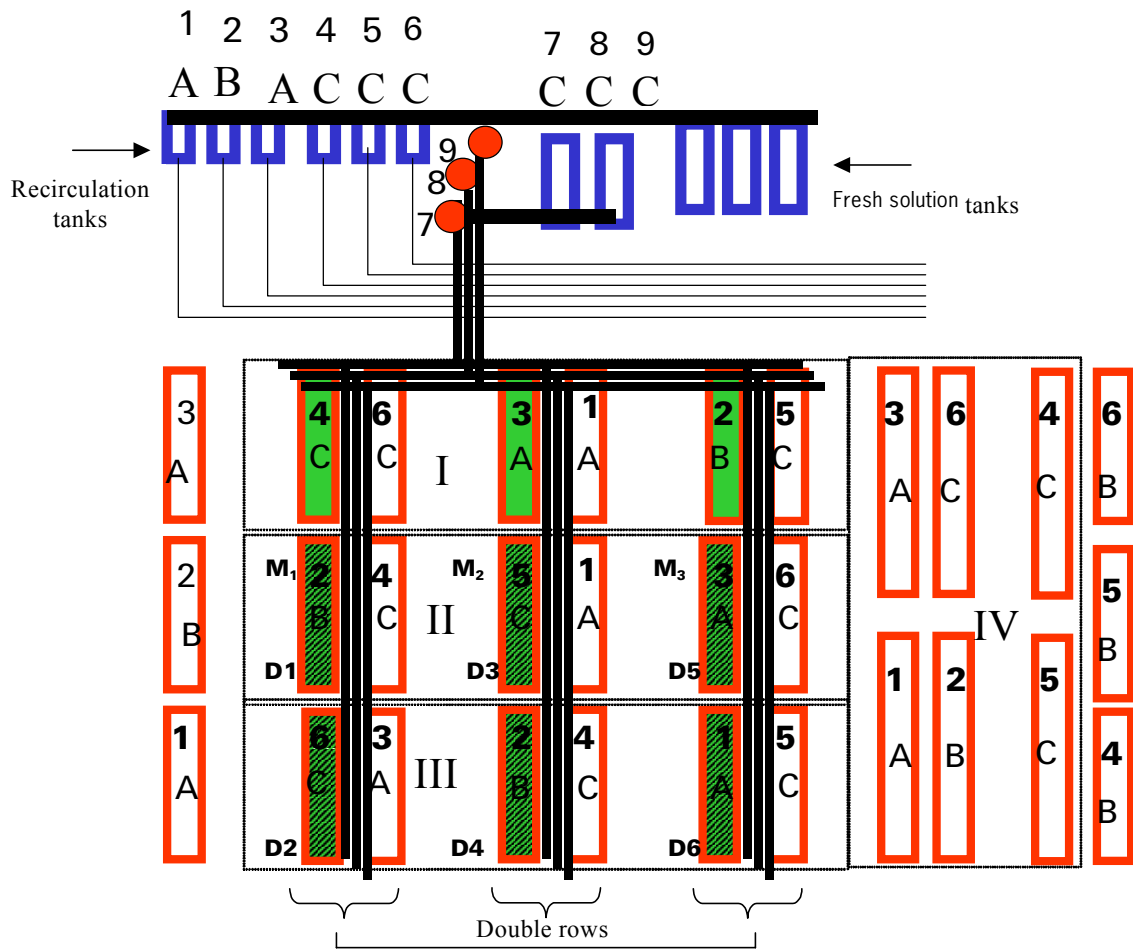 1 2 3 4 5 6 7 8 9
A B A C C C C C C
9
8
7
Recirculation
tanks
Fresh solution tanks
3 4 6 3 1 2 5 3 6 4 6
A C C I A A B C A C C B
M1 2 4 M2 5 1 M3 3 6
2 B C II C A A C 5
B IV B
D1 D3 D5
1 6 3 2 4 1 5 1 2 5 4
A C A III B C A C A B C B
D2 D4 D6
Double rows